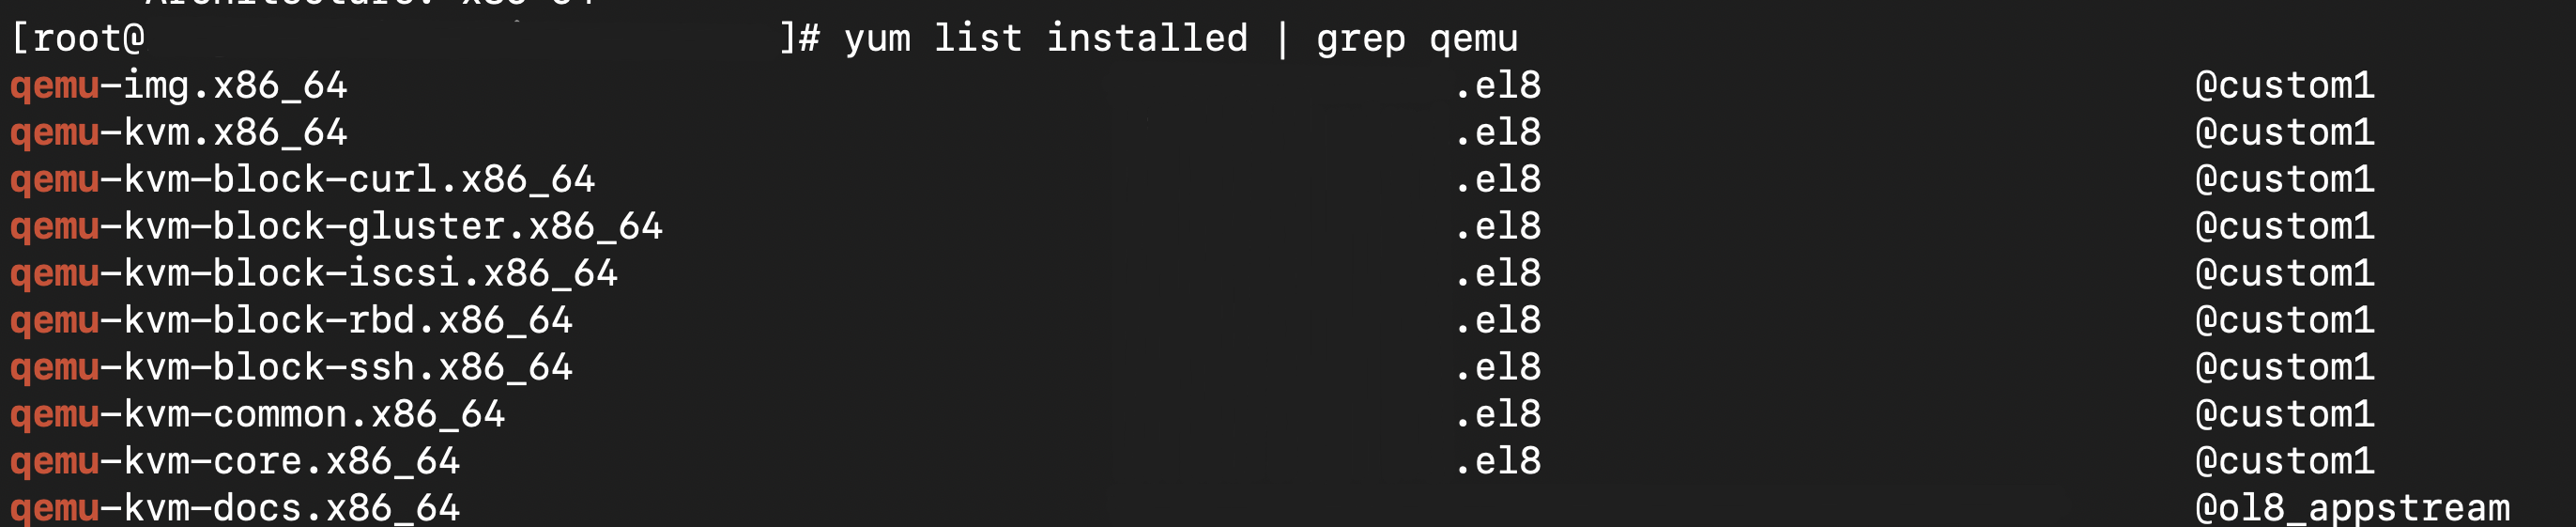 Architecture: x86-64
[root@ ]# yum list installed | grep qemu
qemu-img.x86_64 .el8 @custom1
qemu-kvm.x86_64 .el8 @custom1
qemu-kvm-block-curl.x86_64 .el8 @custom1
qemu-kvm-block-gluster.x86_64 .el8 @custom1
qemu-kvm-block-iscsi.x86_64 .el8 @custom1
qemu-kvm-block-rbd.x86_64 .el8 @custom1
qemu-kvm-block-ssh.x86_64 .el8 @custom1
qemu-kvm-common.x86_64 .el8 @custom1
qemu-kvm-core.x86_64 .el8 @custom1
qemu-kvm-docs.x86_64 @ol8_appstream